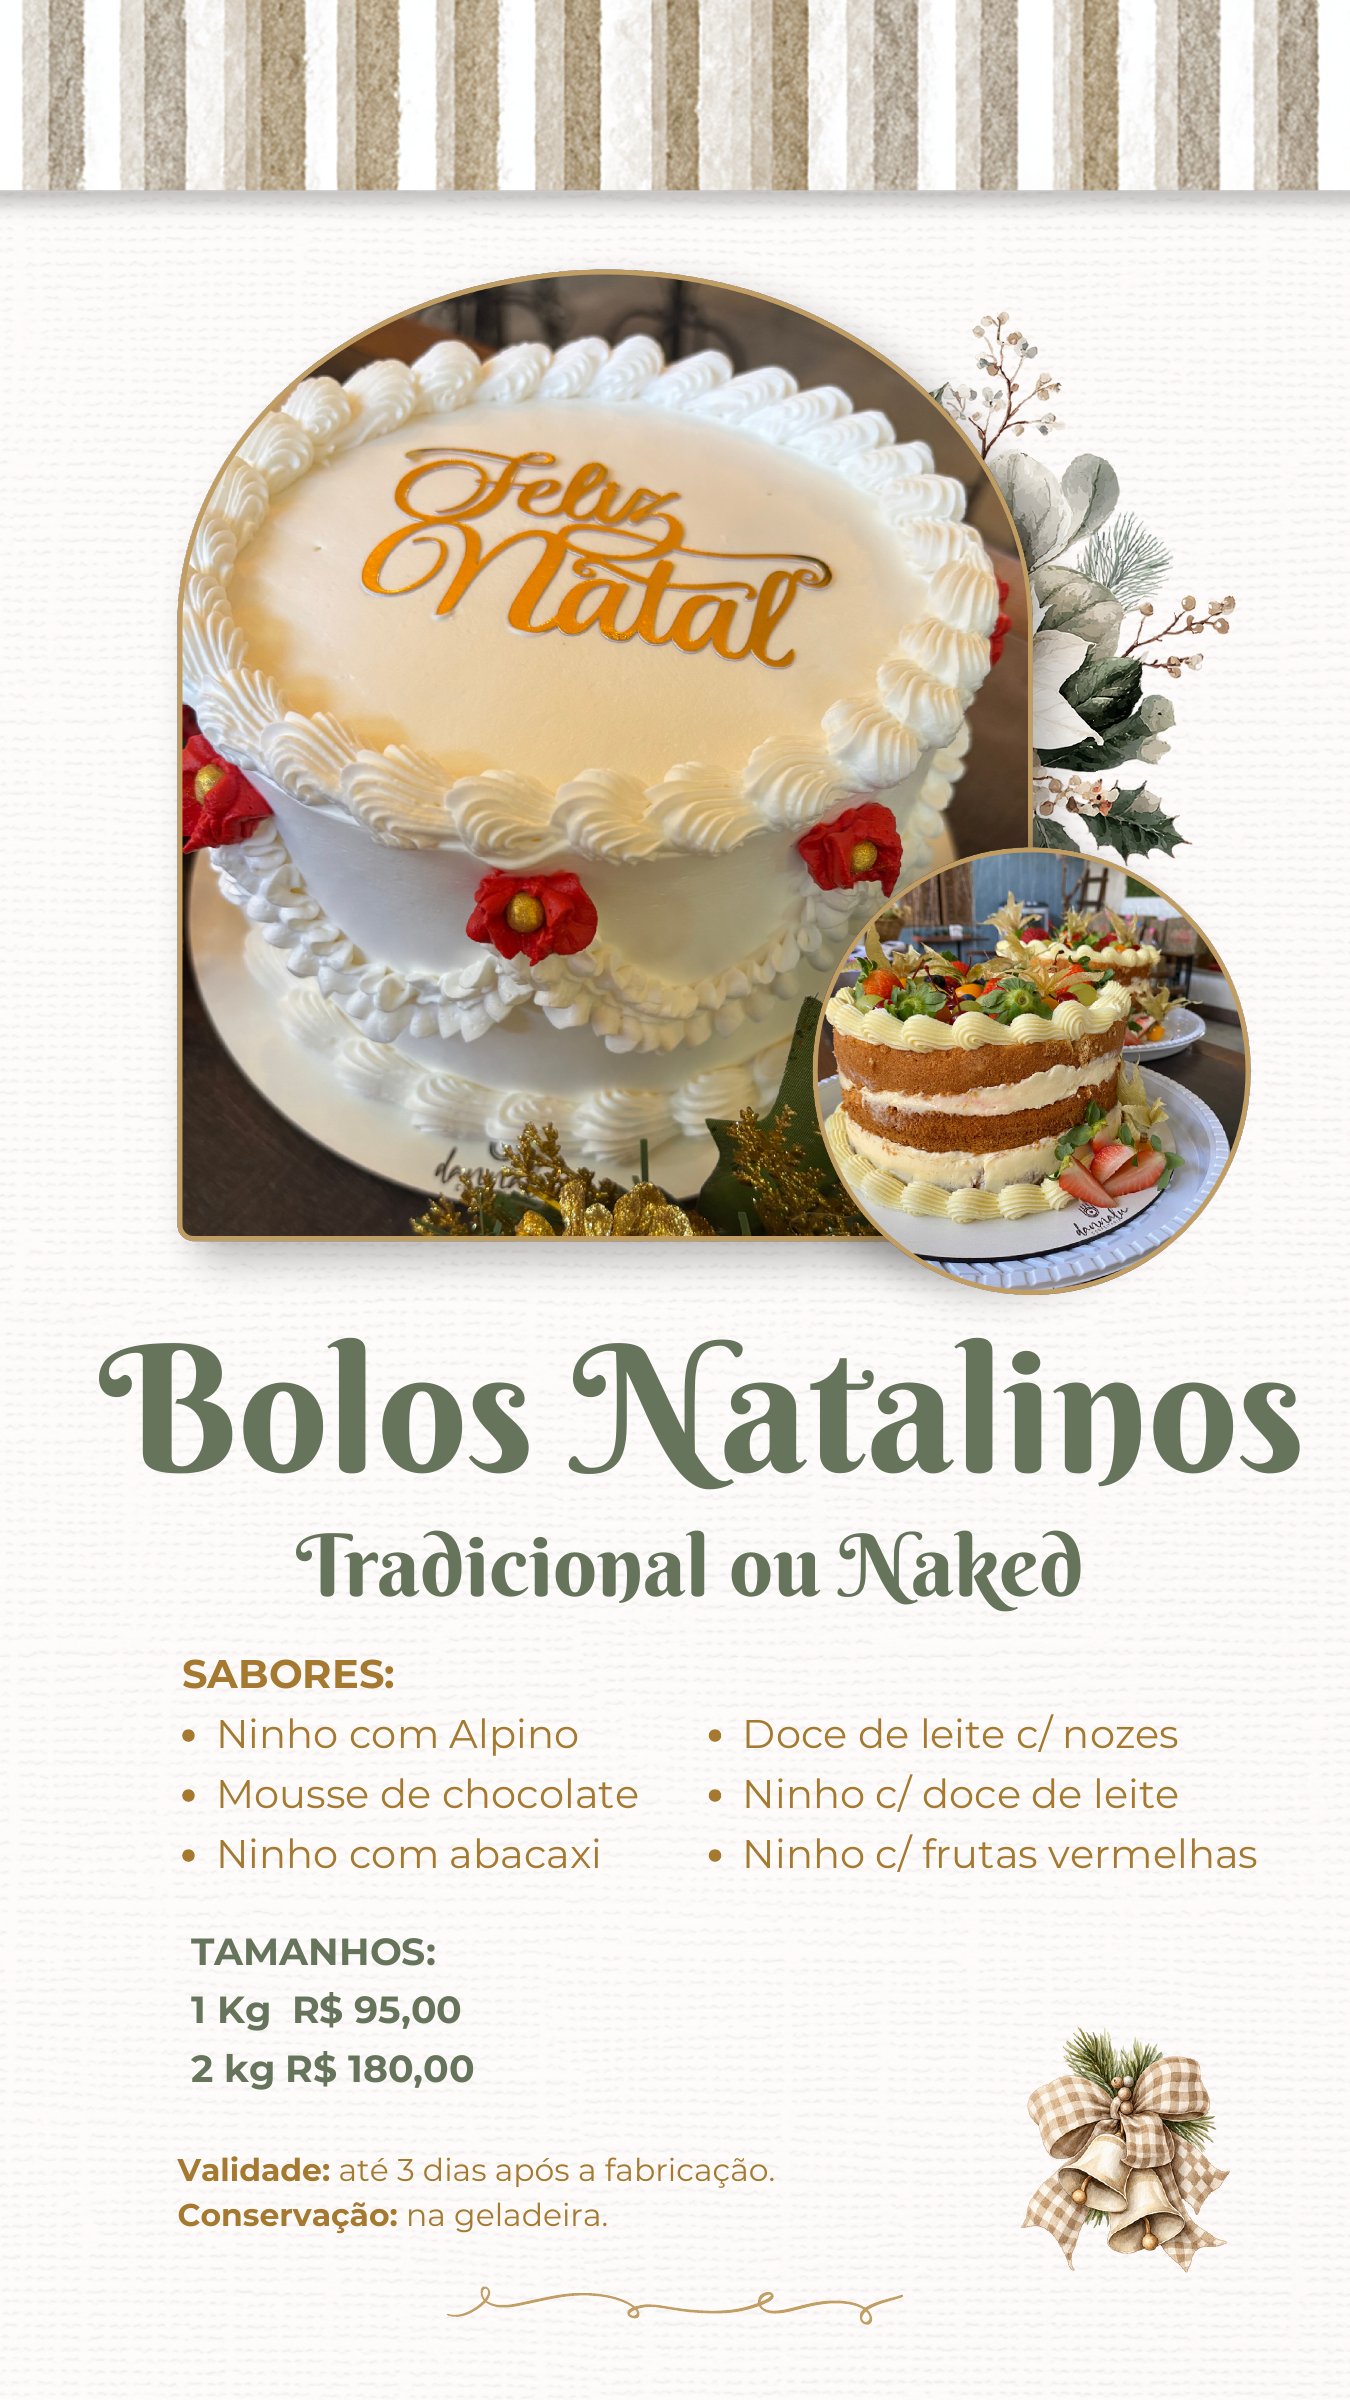 Feliz
Natal
dannalu
Bolos Natalinos
Tradicional ou Naked
SABORES:
• Ninho com Alpino
• Mousse de chocolate
• Ninho com abacaxi
• Doce de leite c/ nozes
• Ninho c/ doce de leite
• Ninho c/ frutas vermelhas
TAMANHOS:
1 Kg  R$ 95,00
2 kg R$ 180,00
Validade: até 3 dias após a fabricação.
Conservação: na geladeira.